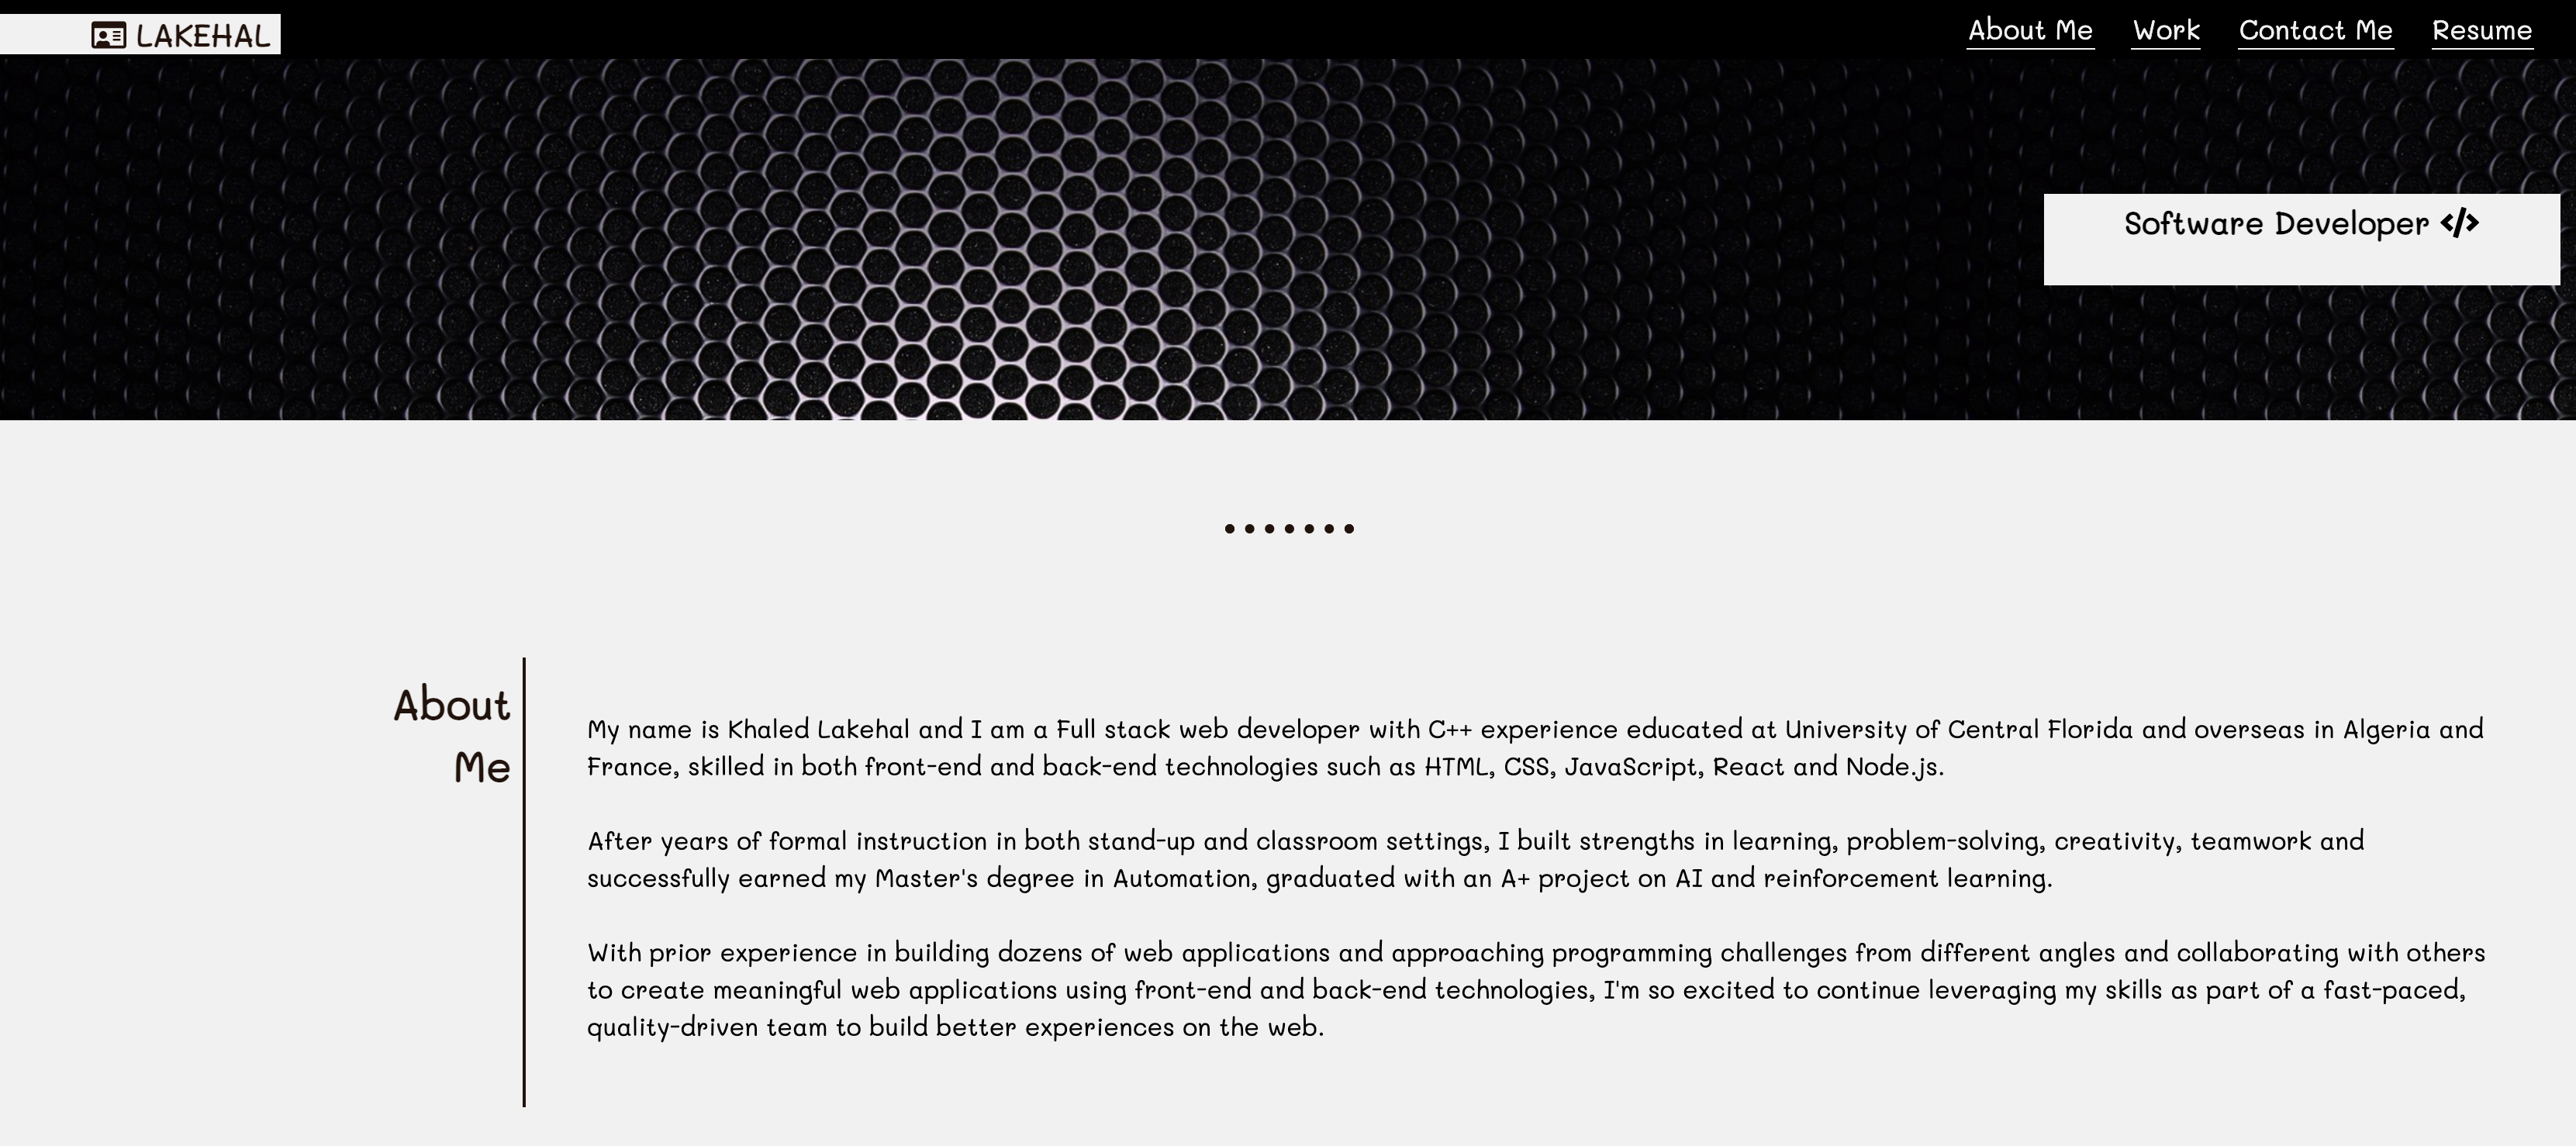 LAKEHAL
About Me Work Contact Me Resume
Software Developer </>
About
Me
My name is Khaled Lakehal and I am a Full stack web developer with C++ experience educated at University of Central Florida and overseas in Algeria and
France, skilled in both front-end and back-end technologies such as HTML, CSS, JavaScript, React and Node.js.
After years of formal instruction in both stand-up and classroom settings, I built strengths in learning, problem-solving, creativity, teamwork and
successfully earned my Master's degree in Automation, graduated with an A+ project on AI and reinforcement learning.
With prior experience in building dozens of web applications and approaching programming challenges from different angles and collaborating with others
to create meaningful web applications using front-end and back-end technologies, I'm so excited to continue leveraging my skills as part of a fast-paced,
quality-driven team to build better experiences on the web.